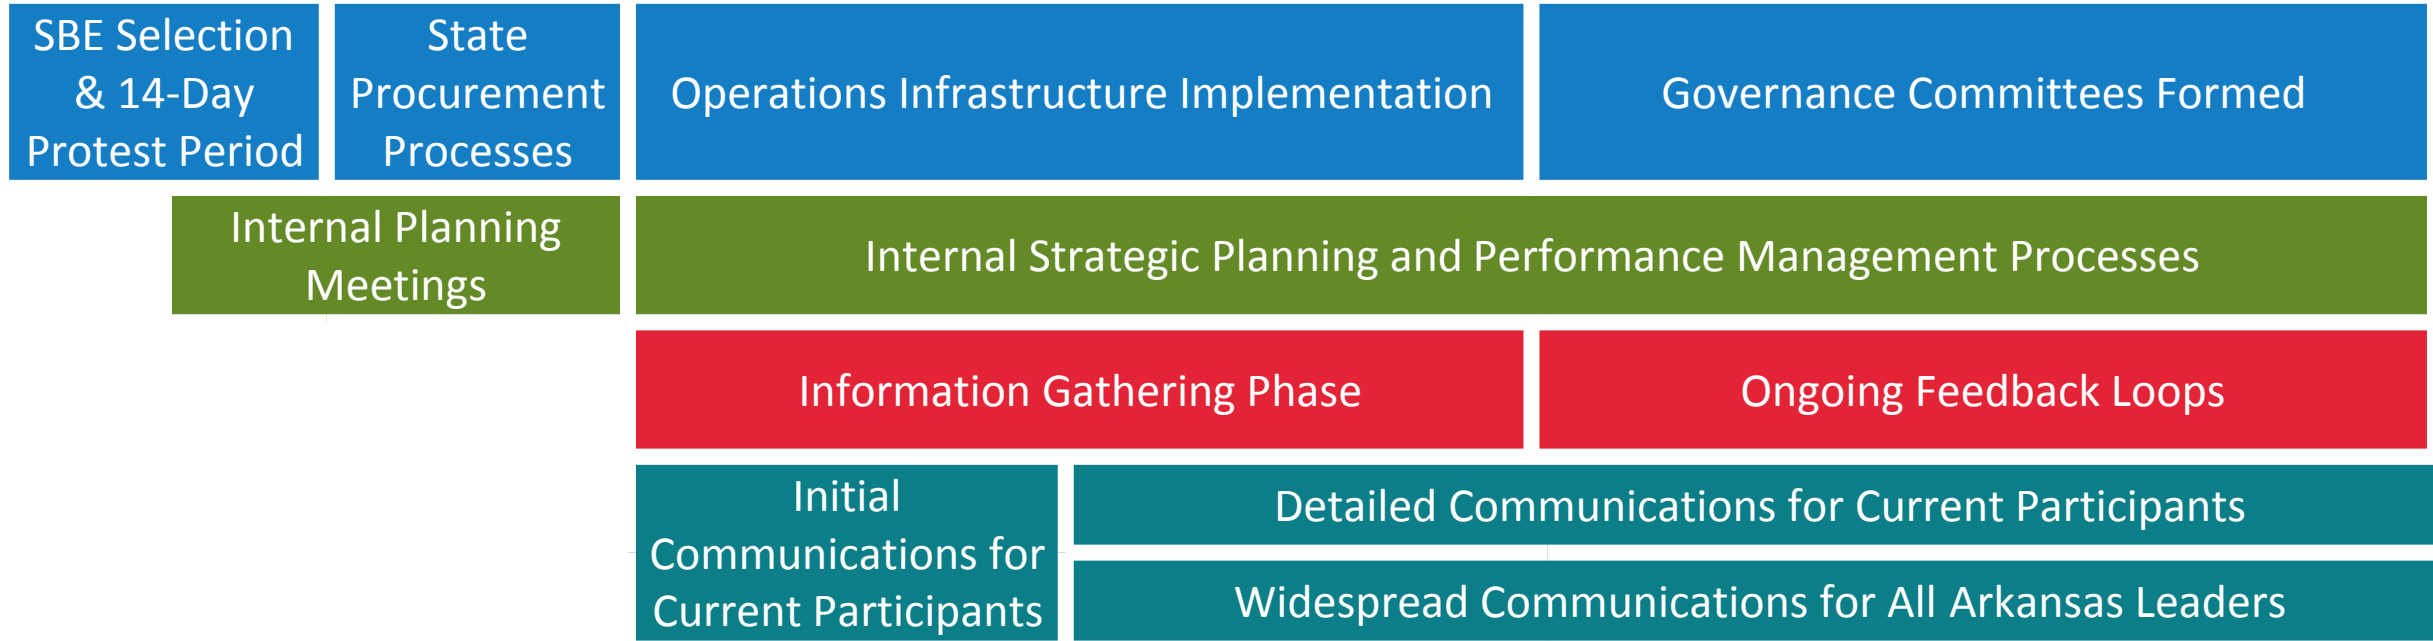 SBE Selection
& 14-Day
Protest Period
State
Procurement
Processes
Operations Infrastructure Implementation
Governance Committees Formed
Internal Planning
Meetings
Internal Strategic Planning and Performance Management Processes
Information Gathering Phase
Ongoing Feedback Loops
Initial
Communications for
Current Participants
Detailed Communications for Current Participants
Widespread Communications for All Arkansas Leaders